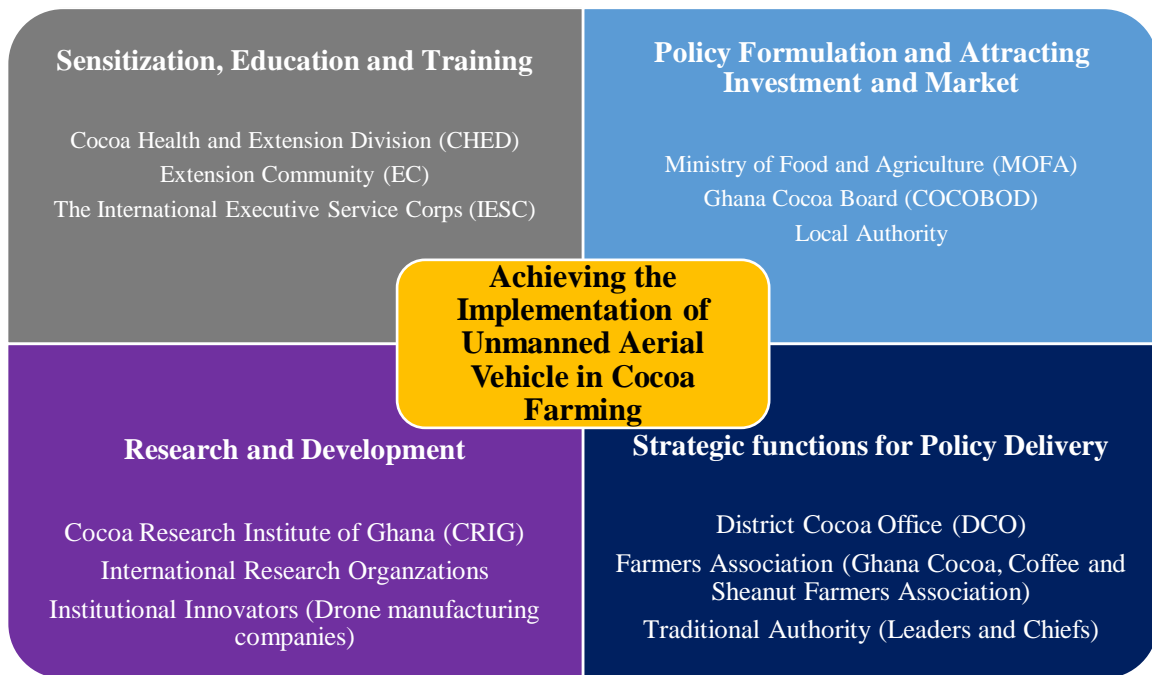 Sensitization, Education and Training
Cocoa Health and Extension Division (CHED)
Extension Community (EC)
The International Executive Service Corps (IESC)
Policy Formulation and Attracting
Investment and Market
Ministry of Food and Agriculture (MOFA)
Ghana Cocoa Board (COCOBOD)
Local Authority
Achieving the
Implementation of
Unmanned Aerial
Vehicle in Cocoa
Farming
Research and Development
Cocoa Research Institute of Ghana (CRIG)
International Research Organzations
Institutional Innovators (Drone manufacturing
companies)
Strategic functions for Policy Delivery
District Cocoa Office (DCO)
Farmers Association (Ghana Cocoa, Coffee and
Sheanut Farmers Association)
Traditional Authority (Leaders and Chiefs)